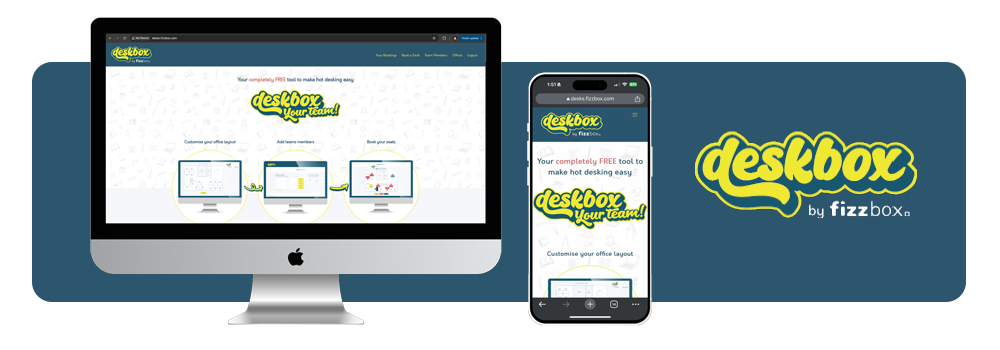 desks.fizzbox.com
deskbox
by fizzbox
Your Bookings Book a Desk Team Members Offices Logout
Your completely FREE tool to make hot desking easy
deskbox
Your Team!
Customise your office layout
Add teams members
Book your seats
1:51
desks.fizzbox.com
deskbox
by fizzbox
Your completely FREE tool to
make hot desking easy
deskbox
Your Team!
Customise your office layout
deskbox
by fizzbox